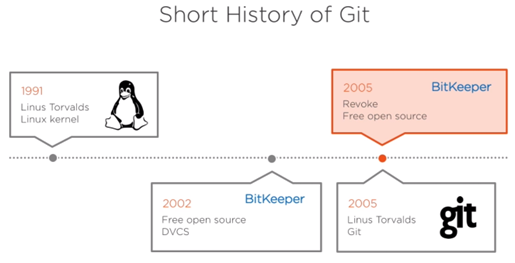 Short History of Git
1991
Linus Torvalds
Linux kernel
2005
BitKeeper
Revoke
Free open source
2002
BitKeeper
Free open source
DVCS
2005
Linus Torvalds
Git
git